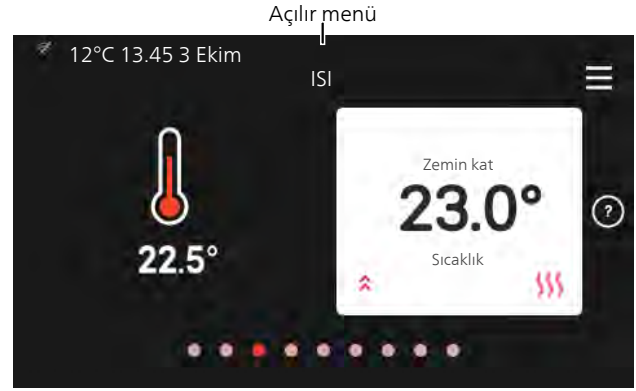 Açılır menü
12°C 13.45 3 Ekim
ISI
Zemin kat
23.0°
22.5°
Sıcaklık
?